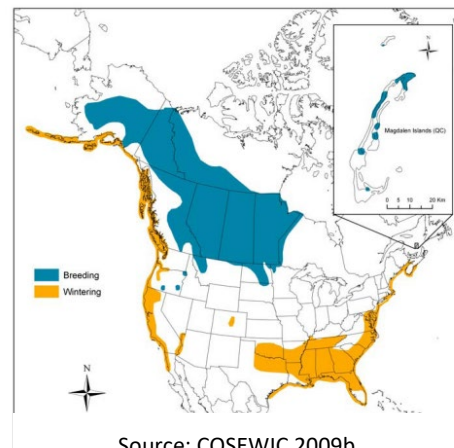 N
Magdalen Islands (QC)
0 5 10 20 Km
Breeding
Wintering
N
Source: COSEWIC 2009b